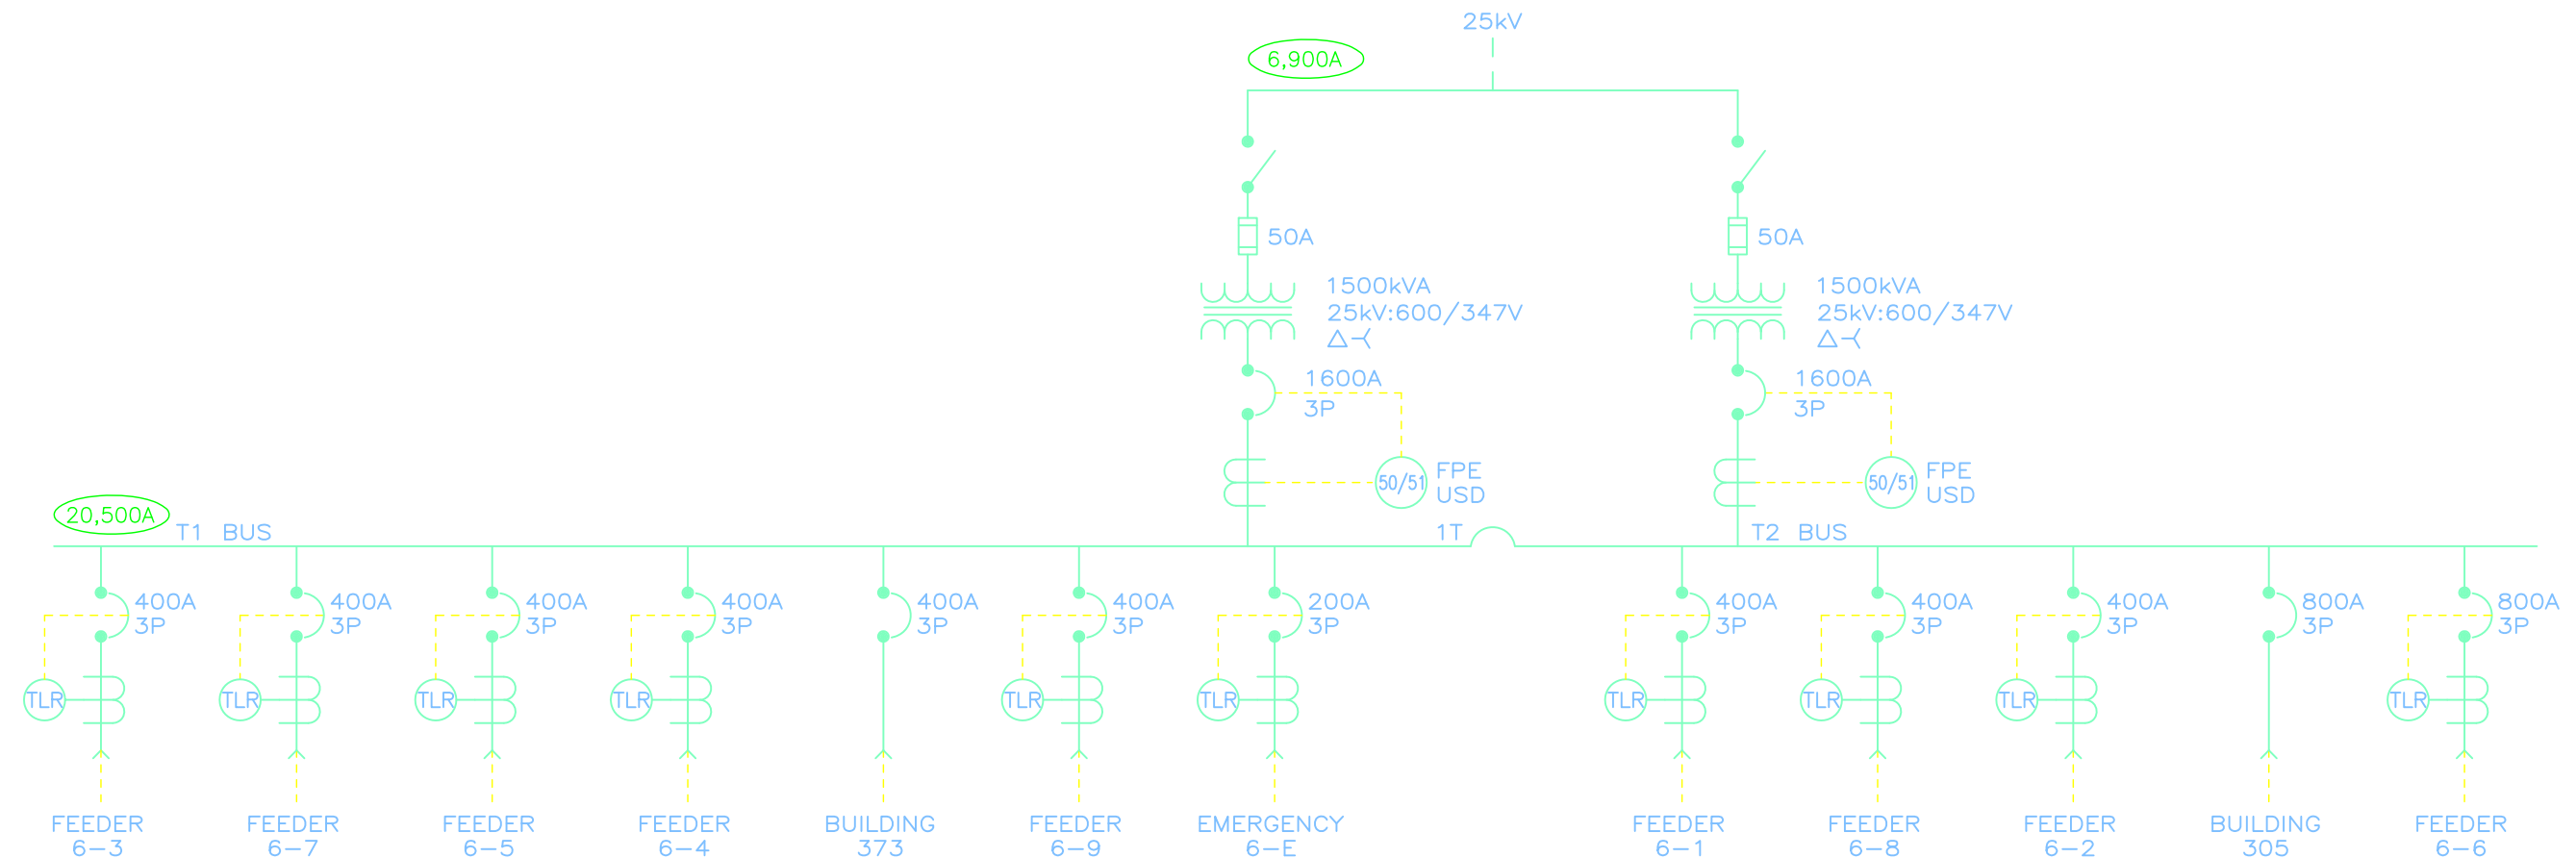 25kV
6,900A
50A
50A
1500kVA
25kV:600/347V
1500kVA
25kV:600/347V
1600A
3P
1600A
3P
50/51
FPE
USD
50/51
FPE
USD
20,500A
T1 BUS
1T
T2 BUS
400A
3P
400A
3P
400A
3P
400A
3P
400A
3P
400A
3P
200A
3P
400A
3P
400A
3P
400A
3P
800A
3P
800A
3P
TLR
TLR
TLR
TLR
TLR
TLR
TLR
TLR
TLR
TLR
FEEDER
6-3
FEEDER
6-7
FEEDER
6-5
FEEDER
6-4
BUILDING
373
FEEDER
6-9
EMERGENCY
6-E
FEEDER
6-1
FEEDER
6-8
FEEDER
6-2
BUILDING
305
FEEDER
6-6